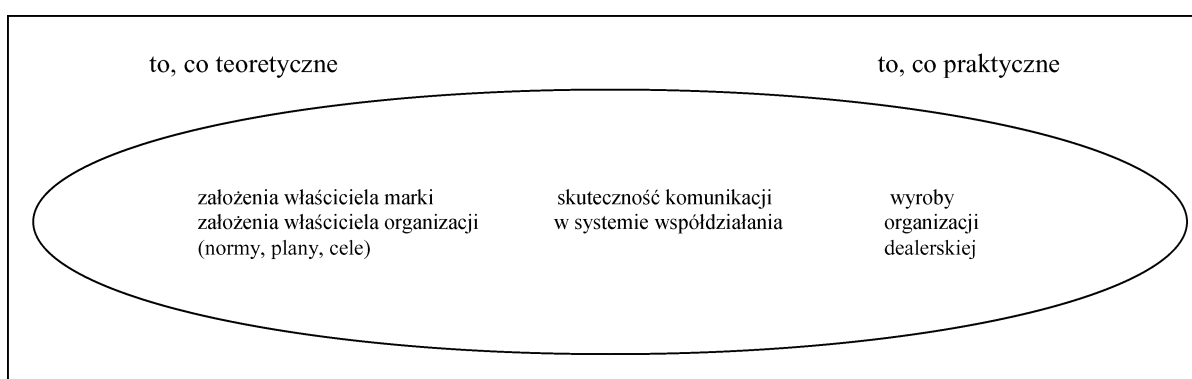 to, co teoretyczne
to, co praktyczne
założenia właściciela marki
założenia właściciela organizacji
(normy, plany, cele)
skuteczność komunikacji
w systemie współdziałania
wyroby
organizacji
dealerskiej